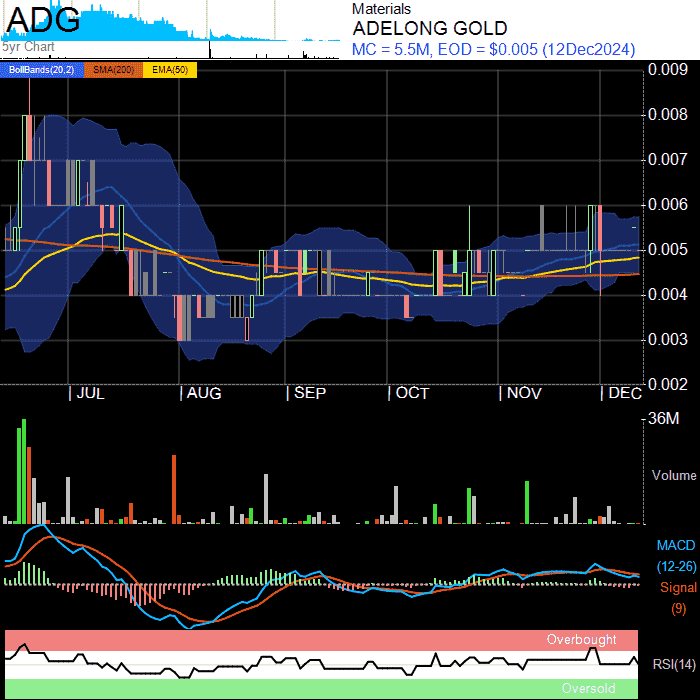 ADG
5yr Chart
Materials
ADELONG GOLD
MC = 5.5M, EOD = $0.005 (12Dec2024)
BollBands(20,2) SMA(200) EMA(50)
0.009
0.008
0.007
0.006
0.005
0.004
0.003
0.002
| JUL | AUG | SEP | OCT | NOV | DEC
36M
Volume
MACD
(12-26)
Signal
(9)
Overbought
RSI(14)
Oversold